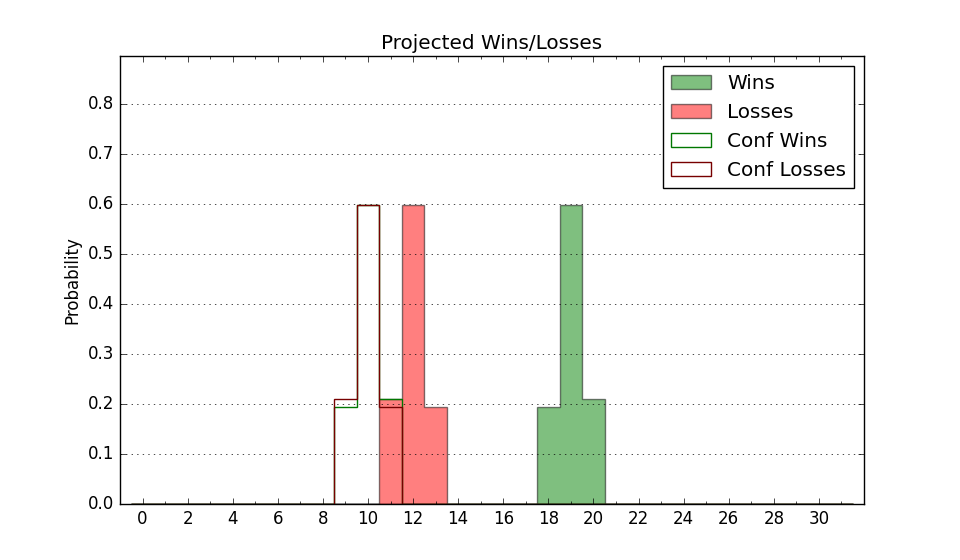 Projected Wins/Losses
Wins
Losses
Conf Wins
Conf Losses
Probability
0.8
0.7
0.6
0.5
0.4
0.3
0.2
0.1
0.0
0 2 4 6 8 10 12 14 16 18 20 22 24 26 28 30